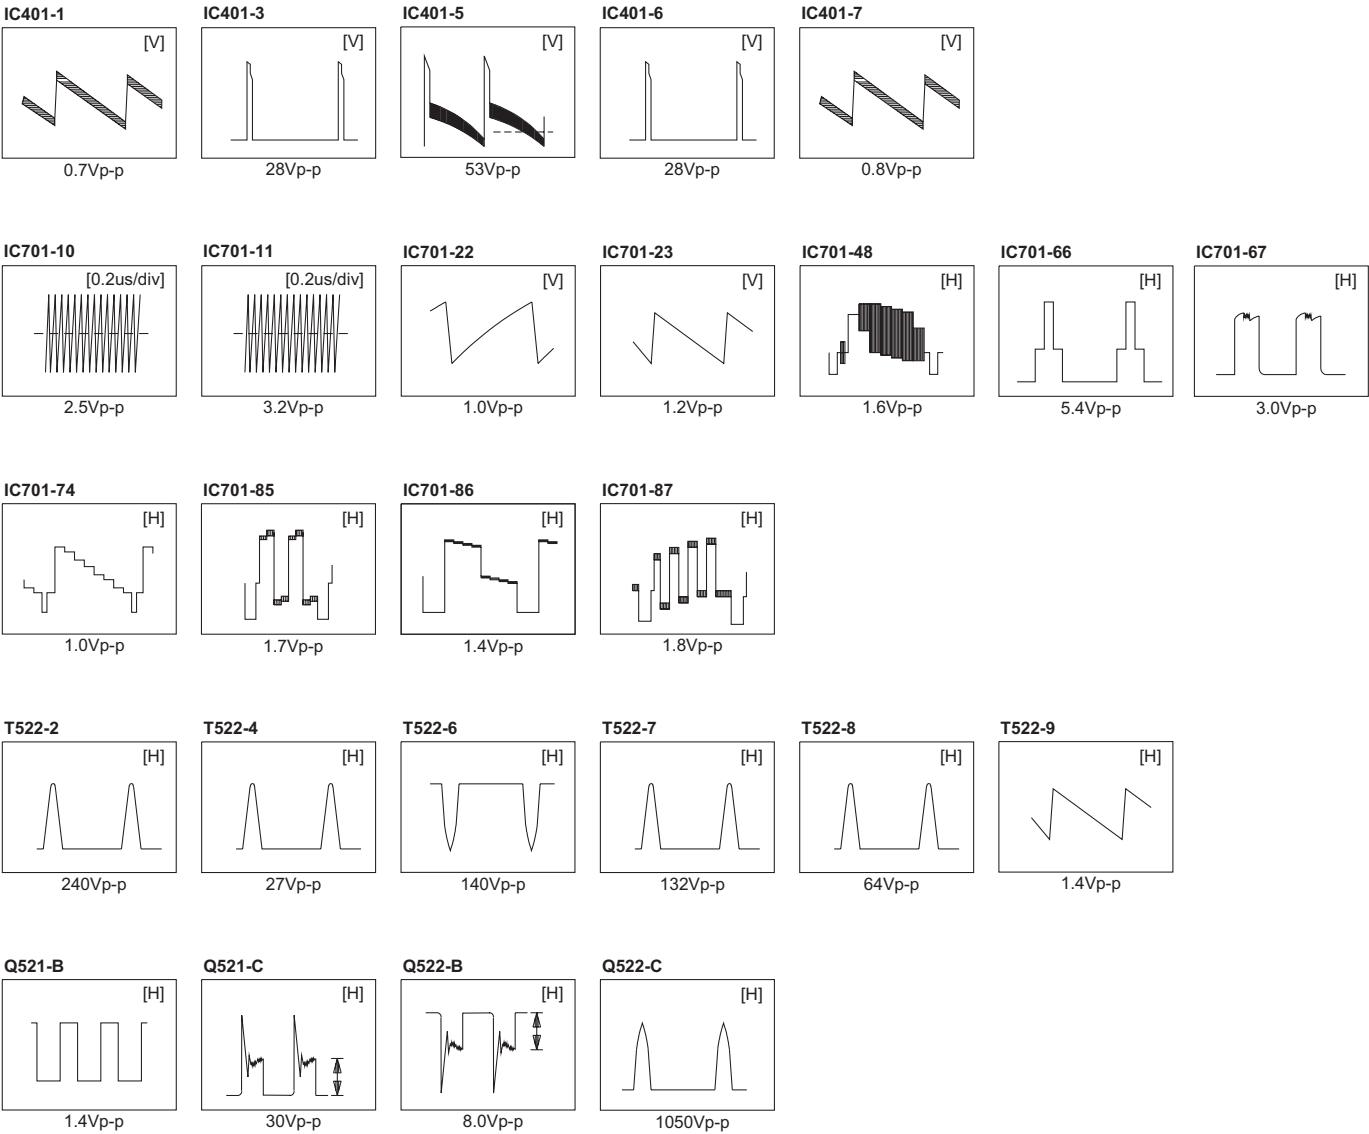 IC401-1 IC401-3 IC401-5 IC401-6 IC401-7
[V] [V] [V] [V] [V]
0.7Vp-p 28Vp-p 53Vp-p 28Vp-p 0.8Vp-p
IC701-10 IC701-11 IC701-22 IC701-23 IC701-48 IC701-66 IC701-67
[0.2us/div] [0.2us/div] [V] [V] [H] [H] [H]
2.5Vp-p 3.2Vp-p 1.0Vp-p 1.2Vp-p 1.6Vp-p 5.4Vp-p 3.0Vp-p
IC701-74 IC701-85 IC701-86 IC701-87
[H] [H] [H] [H]
1.0Vp-p 1.7Vp-p 1.4Vp-p 1.8Vp-p
T522-2 T522-4 T522-6 T522-7 T522-8 T522-9
[H] [H] [H] [H] [H] [H]
240Vp-p 27Vp-p 140Vp-p 132Vp-p 64Vp-p 1.4Vp-p
Q521-B Q521-C Q522-B Q522-C
[H] [H] [H] [H]
1.4Vp-p 30Vp-p 8.0Vp-p 1050Vp-p